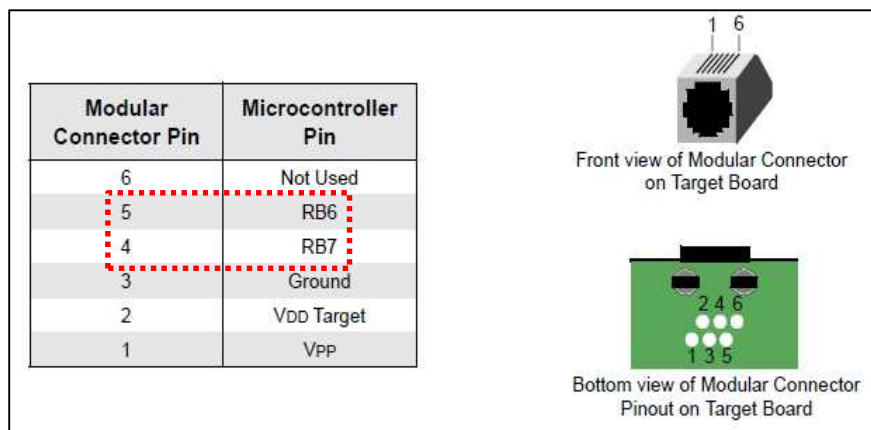 Modular
Connector Pin
Microcontroller
Pin
6 Not Used
5 RB6
4 RB7
3 Ground
2 VDD Target
1 VPP
1 6
Front view of Modular Connector
on Target Board
2 4 6
1 3 5
Bottom view of Modular Connector
Pinout on Target Board